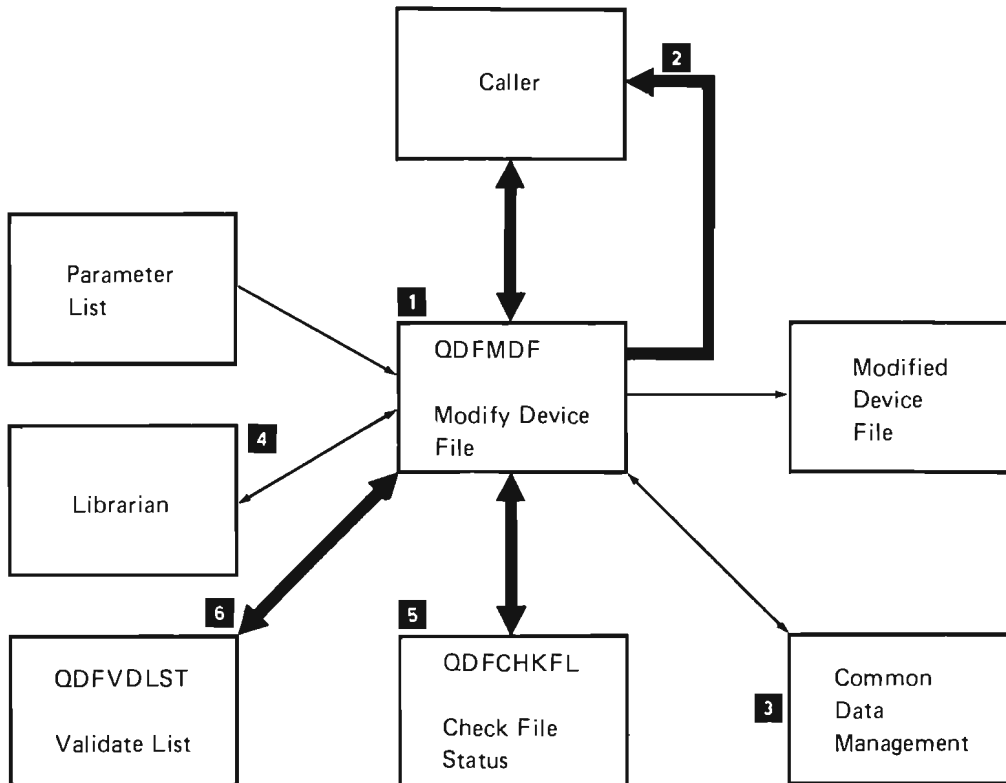 2
Caller
Parameter
List
1
QDFMDF
Modify Device
File
Modified
Device
File
4
Librarian
6
QDFVDLST
Validate List
5
QDFCHKFL
Check File
Status
3
Common
Data
Management